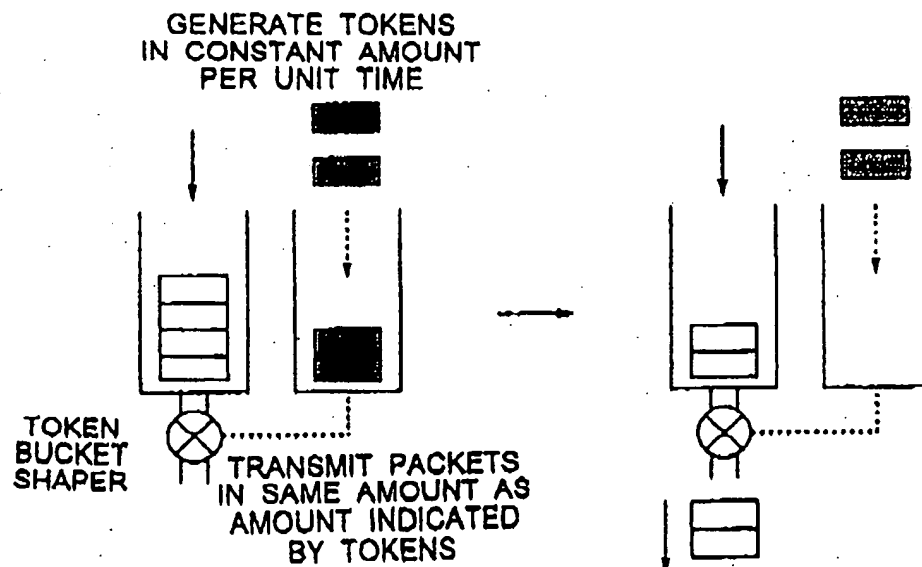 GENERATE TOKENS
IN CONSTANT AMOUNT
PER UNIT TIME
TOKEN
BUCKET
SHAPER
TRANSMIT PACKETS
IN SAME AMOUNT AS
AMOUNT INDICATED
BY TOKENS